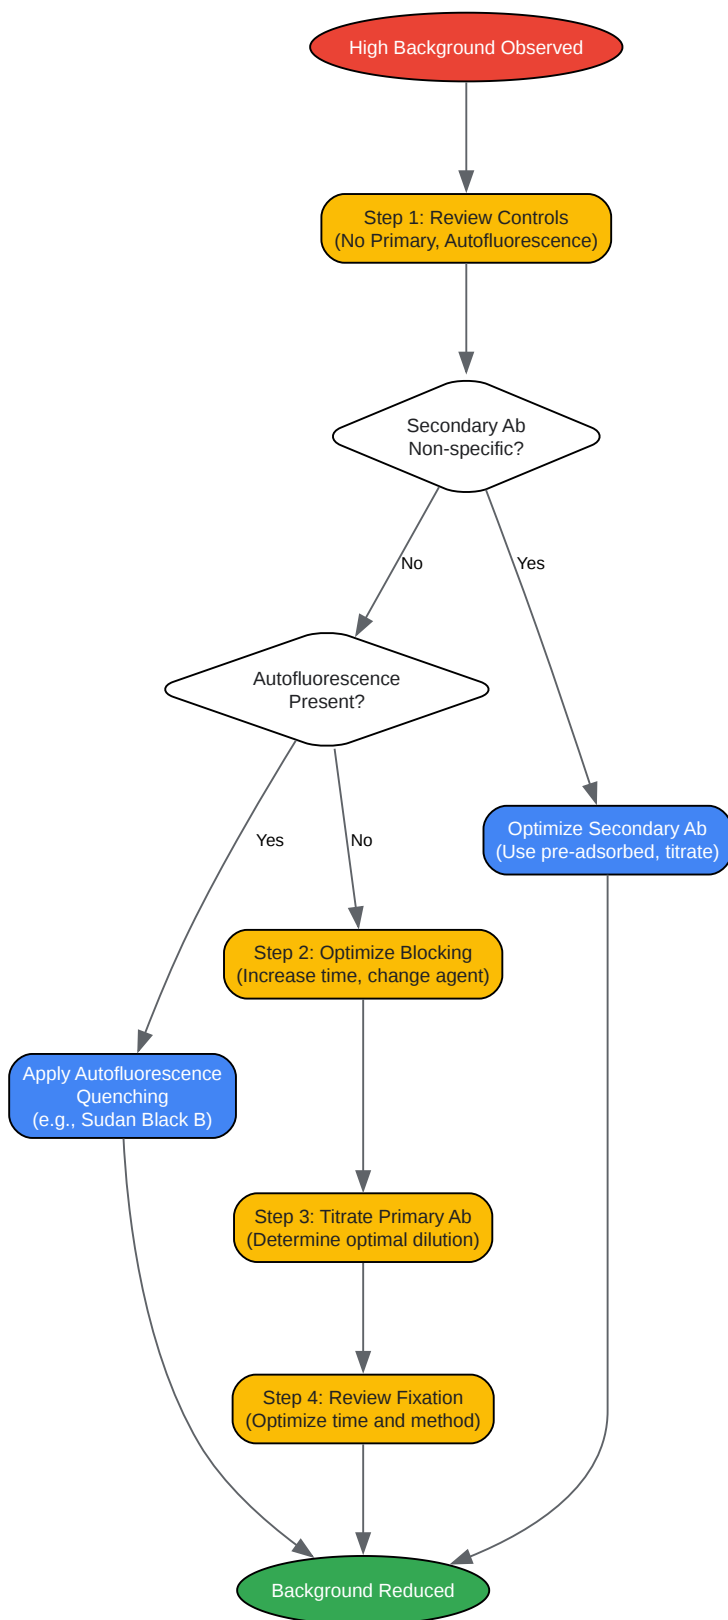 High Background Observed
Step 1: Review Controls
(No Primary, Autofluorescence)
Secondary Ab
Non-specific?
No
Yes
Autofluorescence
Present?
Optimize Secondary Ab
(Use pre-adsorbed, titrate)
Yes
No
Step 2: Optimize Blocking
(Increase time, change agent)
Apply Autofluorescence
Quenching
(e.g., Sudan Black B)
Step 3: Titrate Primary Ab
(Determine optimal dilution)
Step 4: Review Fixation
(Optimize time and method)
Background Reduced